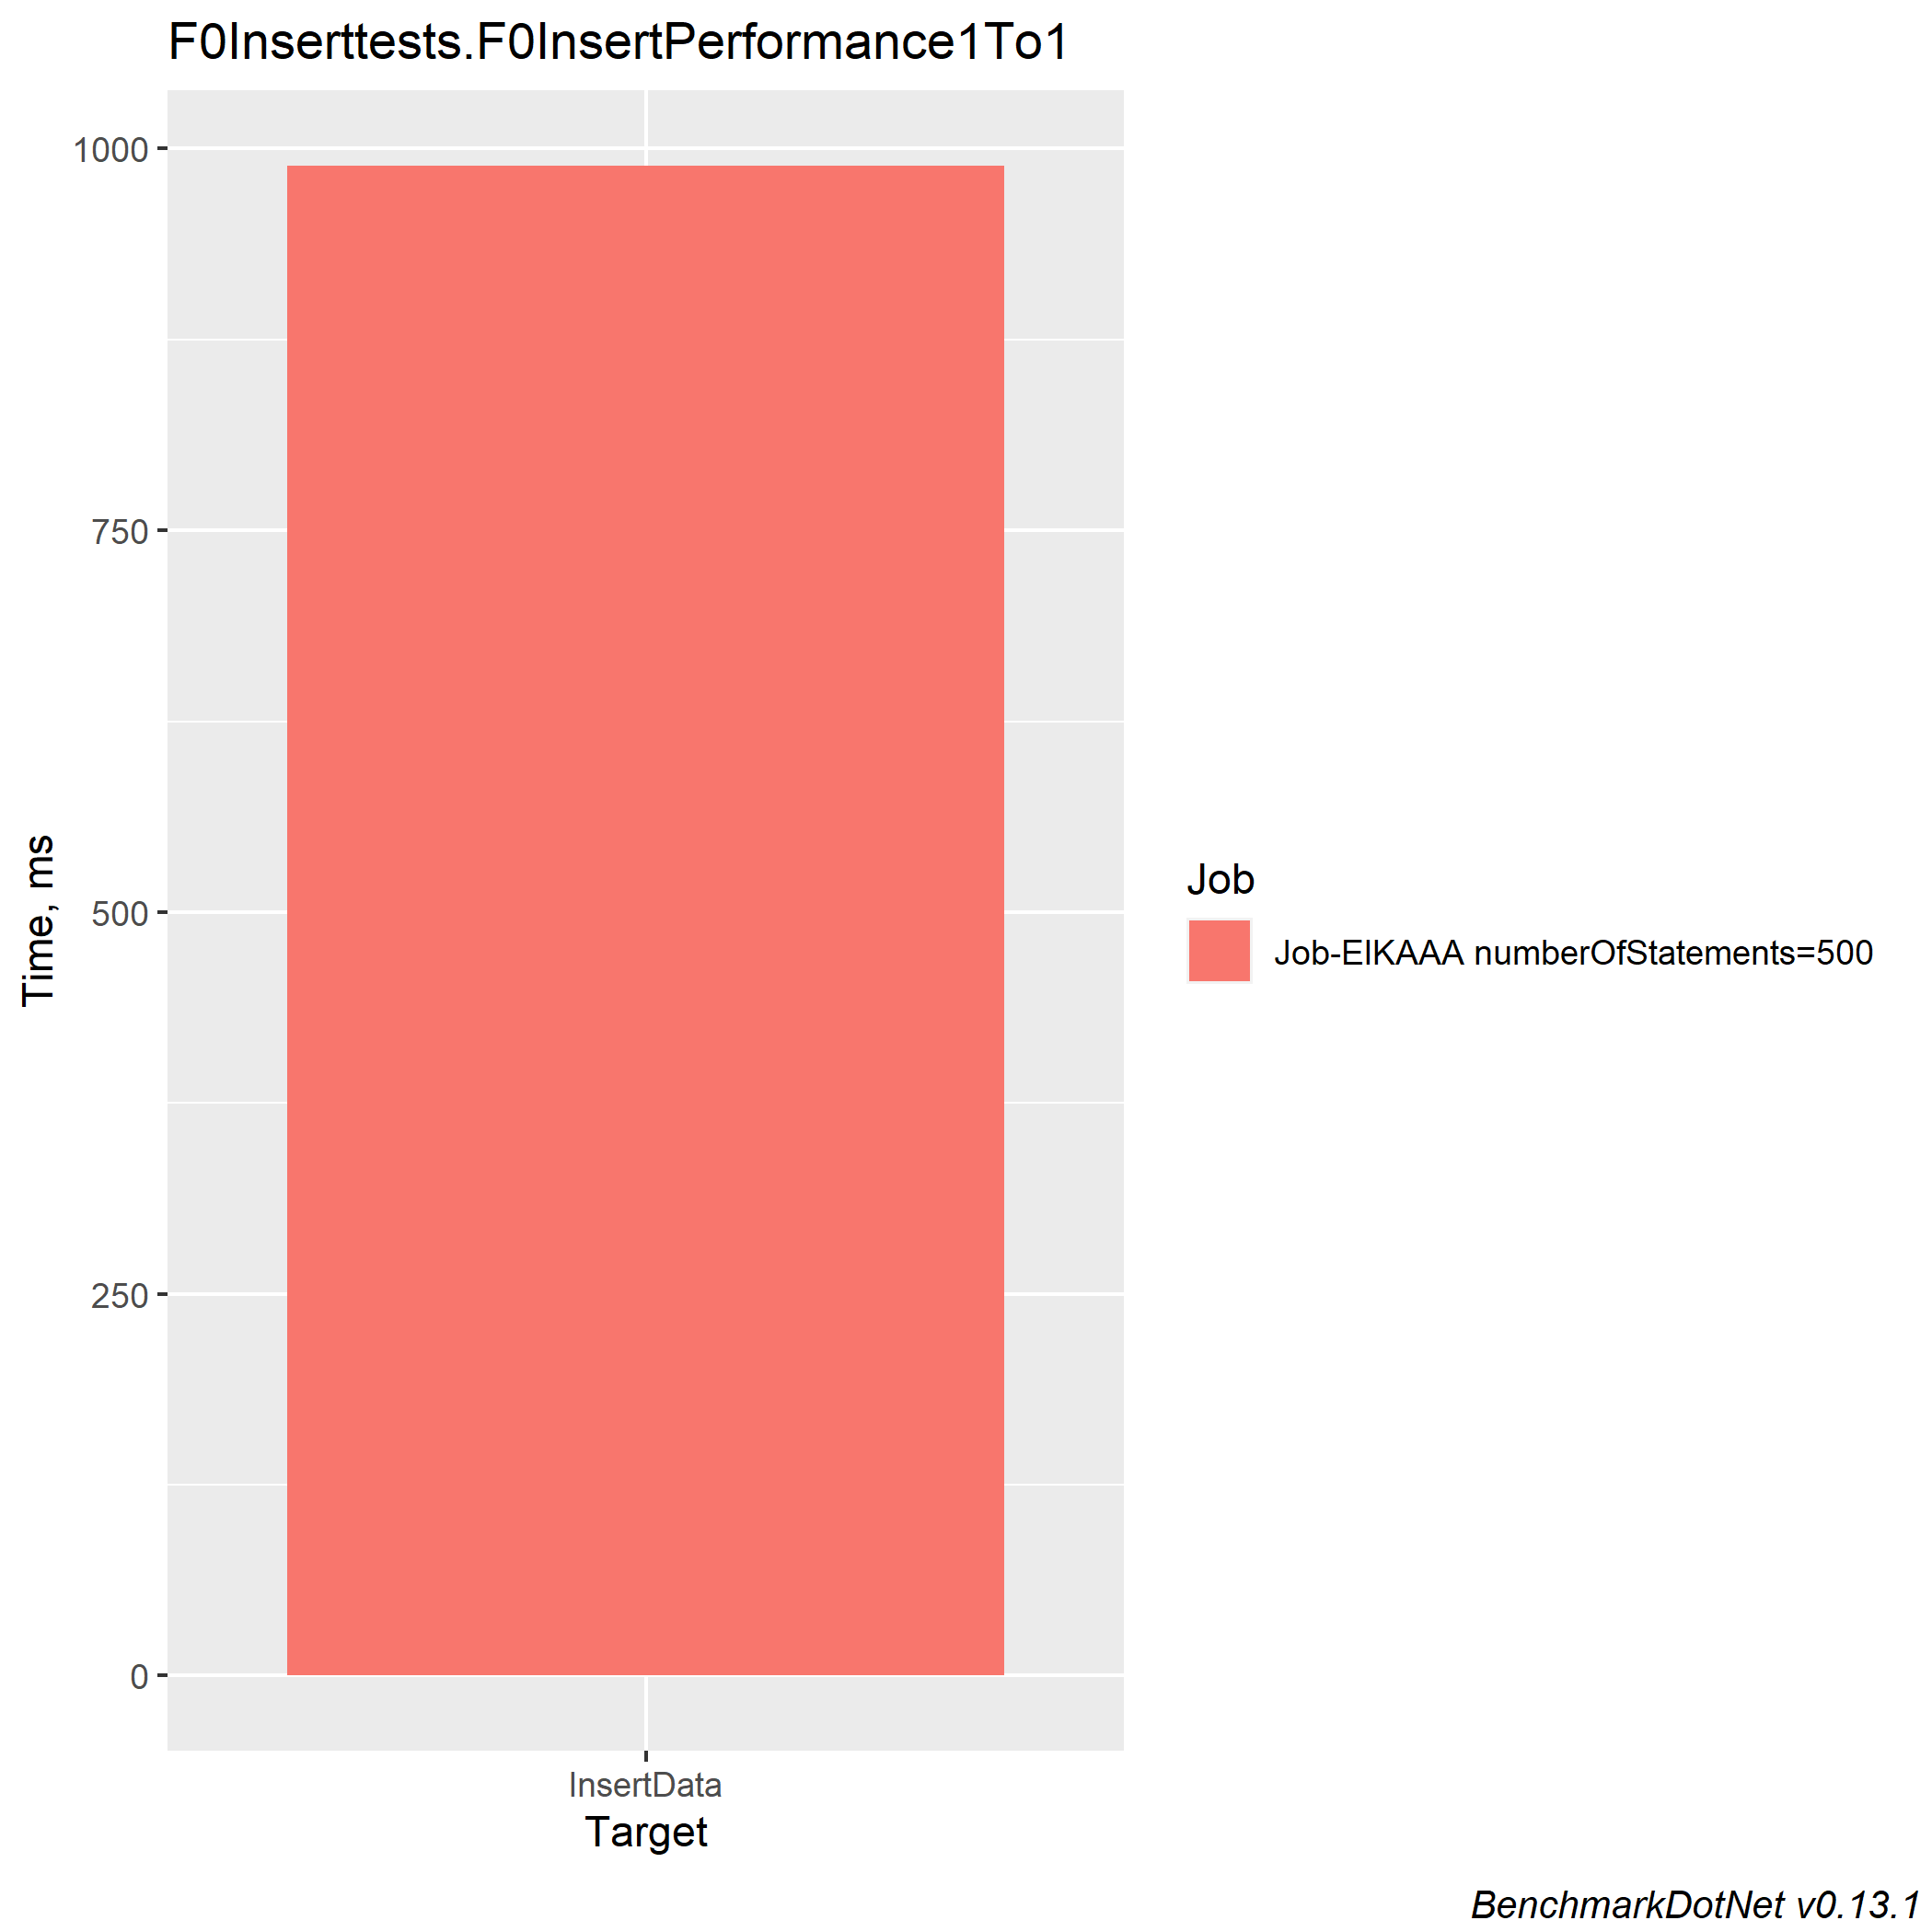 F0Inserttests.F0InsertPerformance1To1
1000
750
500
250
0
Time, ms
InsertData
Target
Job
Job-EIKAAA numberOfStatements=500
BenchmarkDotNet v0.13.1